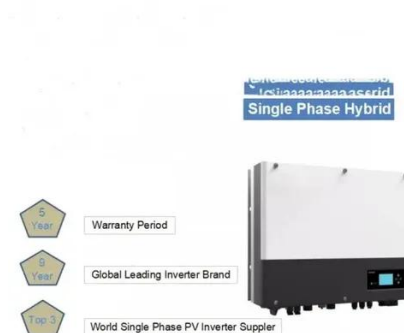 Single Phase Hybrid
5
Year
Warranty Period
9
Year
Global Leading Inverter Brand
Top 3
World Single Phase PV Inverter Suppler